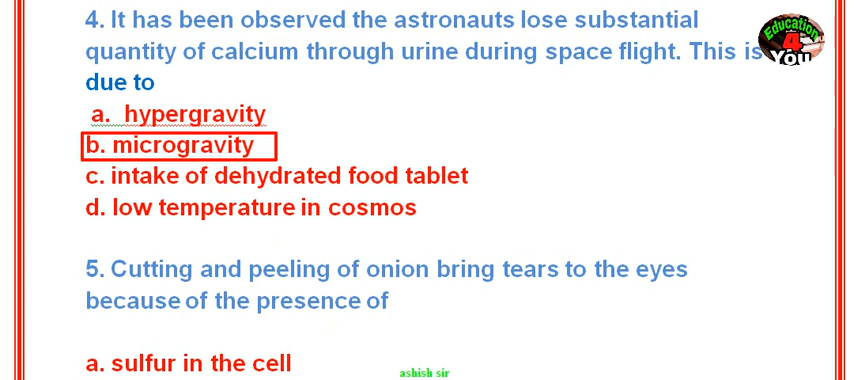 4. It has been observed the astronauts lose substantial
quantity of calcium through urine during space flight. This is
due to
a. hypergravity
b. microgravity
c. intake of dehydrated food tablet
d. low temperature in cosmos
5. Cutting and peeling of onion bring tears to the eyes
because of the presence of
a. sulfur in the cell
ashish sir
Education
4
You